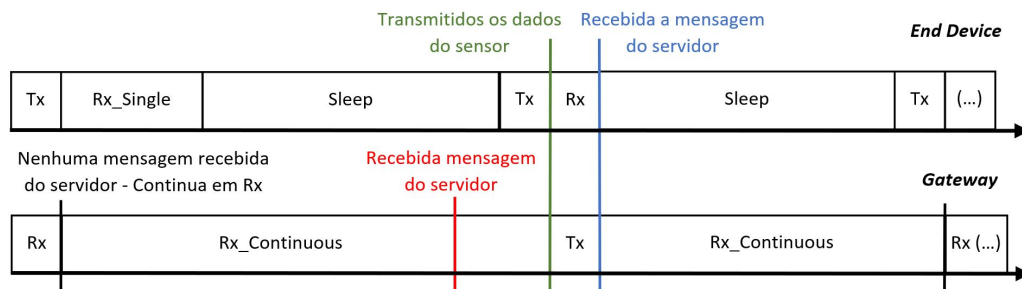 Transmitidos os dados
do sensor
Recebida a mensagem
do servidor
End Device
Tx
Rx_Single
Sleep
Tx
Rx
Sleep
Tx
(...)
Nenhuma mensagem recebida
do servidor - Continua em Rx
Recebida mensagem
do servidor
Gateway
Rx
Rx_Continuous
Tx
Rx_Continuous
Rx (...)